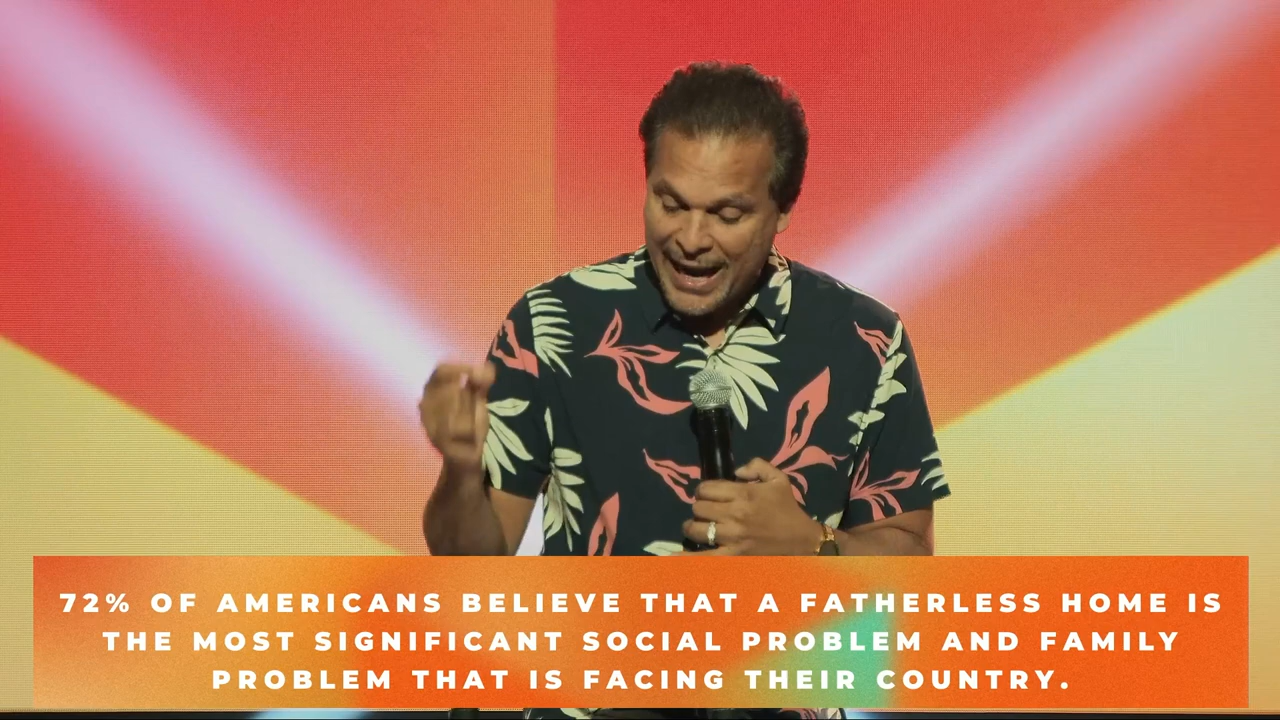 72% OF AMERICANS BELIEVE THAT A FATHERLESS HOME IS
THE MOST SIGNIFICANT SOCIAL PROBLEM AND FAMILY
PROBLEM THAT IS FACING THEIR COUNTRY.